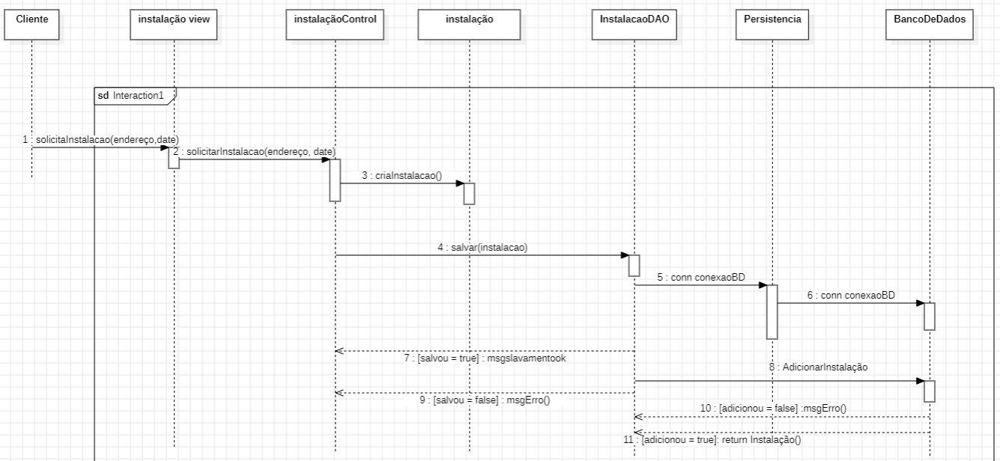 Cliente
instalação view
instalaçãoControl
instalação
InstalacaoDAO
Persistencia
BancoDeDados
sd Interaction1
1 : solicitaInstalacao(endereço,date)
2 : solicitarInstalacao(endereço, date)
3 : criaInstalacao()
4 : salvar(instalacao)
5 : conn conexaoBD
6 : conn conexaoBD
7 : [salvou = true] : msgslavamentook
8 : AdicionarInstalação
9 : [salvou = false] : msgErro()
10 : [adicionou = false] :msgErro()
11 : [adicionou = true]: return Instalação()